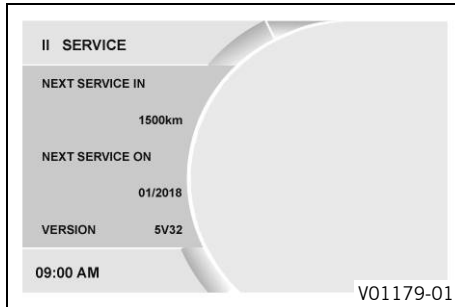 II SERVICE
NEXT SERVICE IN
1500km
NEXT SERVICE ON
01/2018
VERSION 5V32
09:00 AM
V01179-01